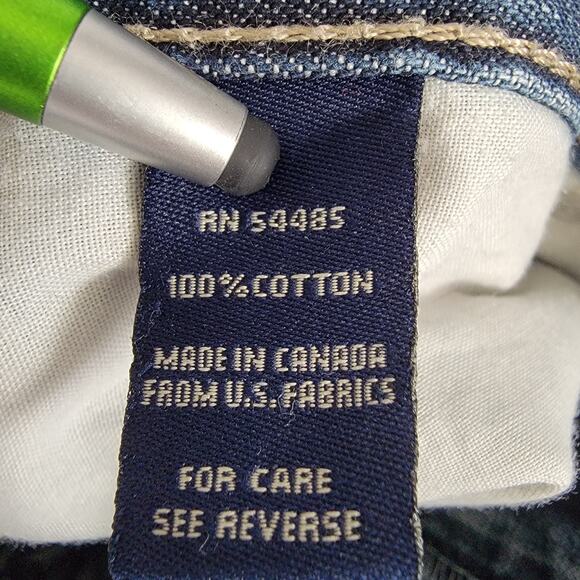 RN 54485
100% COTTON
MADE IN CANADA
FROM U.S. FABRICS
FOR CARE
SEE REVERSE